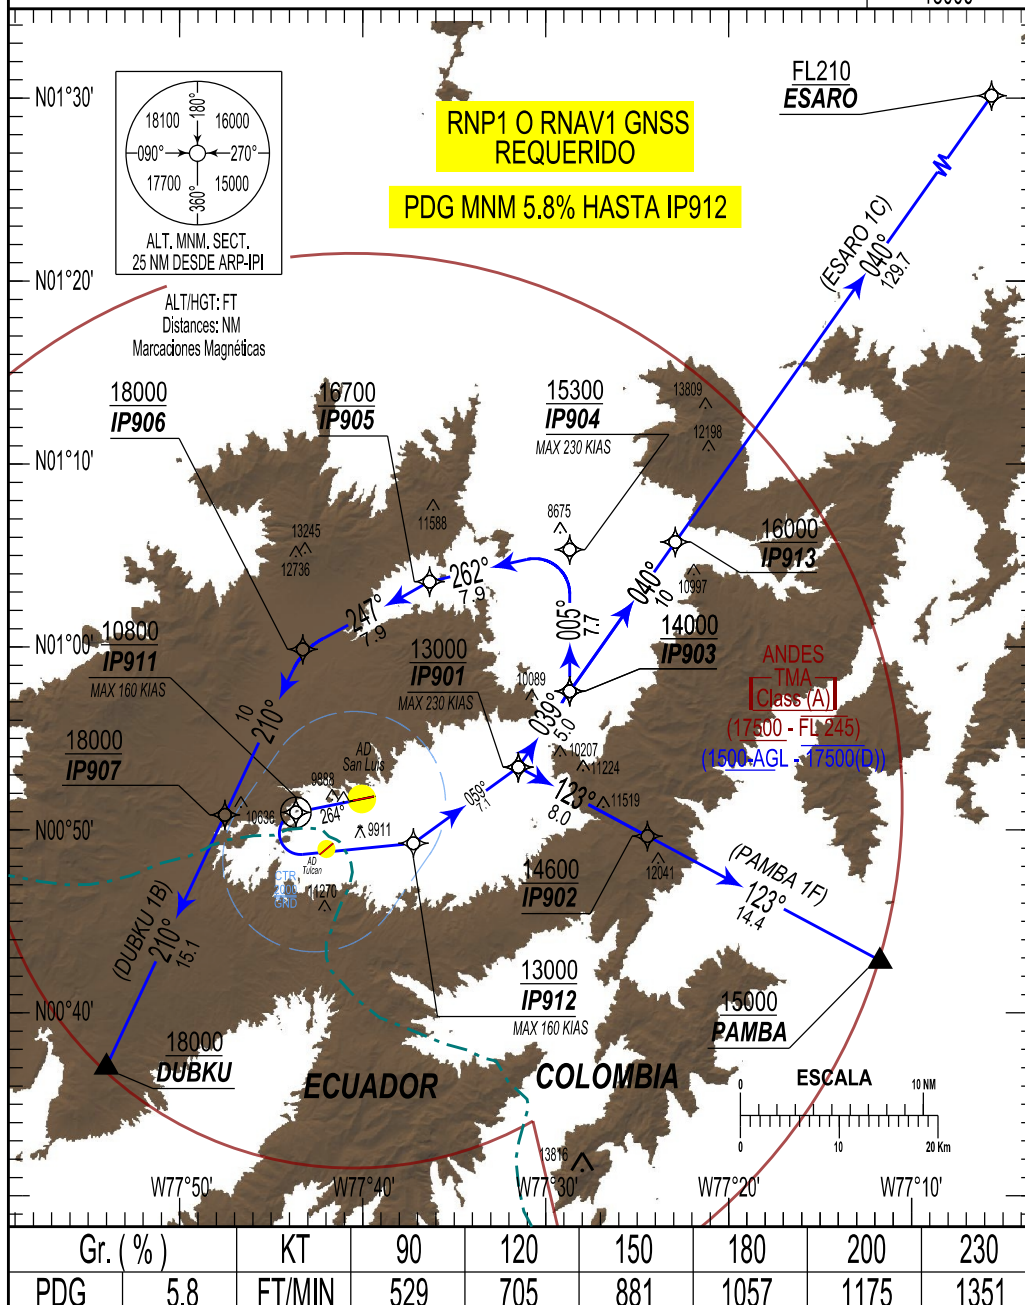 N01°30'
N01°20'
N01°10'
N01°00'
N00°50'
N00°40'
180°
18100
16000
090°
270°
17700
15000
360°
ALT. MNM. SECT.
25 NM DESDE ARP-IPI
ALT/HGT: FT
Distances: NM
Marcaciones Magnéticas
RNP1 O RNAV1 GNSS
REQUERIDO
PDG MNM 5.8% HASTA IP912
FL210
ESARO
(ESARO 1C)
040°
129.7
18000
IP906
16700
IP905
15300
IP904
MAX 230 KIAS
13809
12198
11588
8675
13245
12736
16000
IP913
10997
040°
10
262°
7.9
247°
7.9
005°
7.7
14000
IP903
10800
IP911
MAX 160 KIAS
13000
IP901
MAX 230 KIAS
10089
039°
5.0
ANDES
TMA
Class (A)
(17500 - FL 245)
(1500-AGL - 17500(D))
10
210°
18000
IP907
AD
San Luis
9888
264°
10636
9911
059°
7.1
10207
11224
11519
123°
8.0
12041
AD
Tulcan
CTR
GND
11270
14600
IP902
(PAMBA 1F)
123°
14.4
(DUBKU 1B)
210°
15.1
13000
IP912
MAX 160 KIAS
15000
PAMBA
18000
DUBKU
ECUADOR
COLOMBIA
ESCALA
0
10 NM
0
10
20 Km
13816
W77°50'
W77°40'
W77°30'
W77°20'
W77°10'
Gr. ( % )
KT
90
120
150
180
200
230
PDG
5.8
FT/MIN
529
705
881
1057
1175
1351